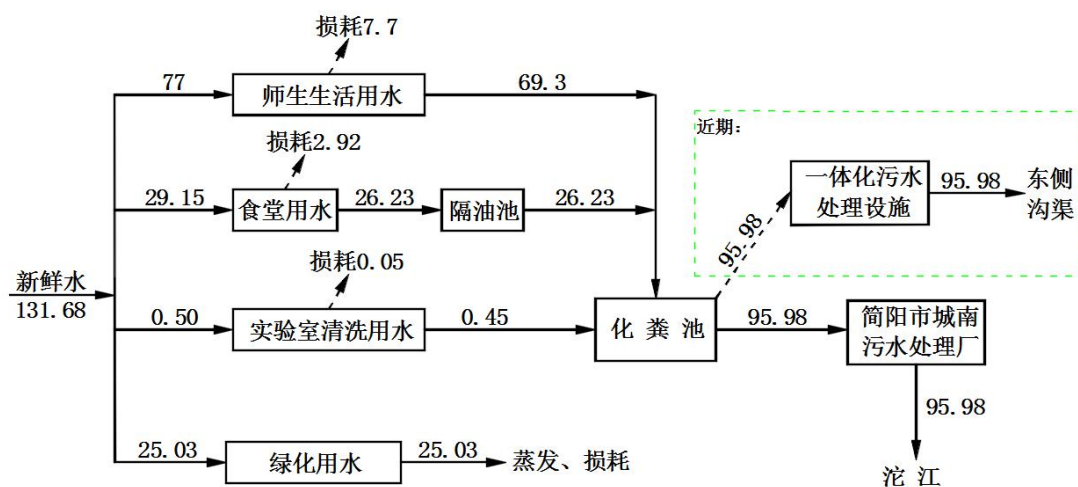 损耗7.7
77
师生生活用水
69.3
近期：
损耗2.92
29.15
食堂用水
26.23
隔油池
26.23
95.98
一体化污水
处理设施
95.98
东侧
沟渠
新鲜水
131.68
损耗0.05
0.50
实验室清洗用水
0.45
化粪池
95.98
简阳市城南
污水处理厂
95.98
沱江
25.03
绿化用水
25.03
蒸发、损耗